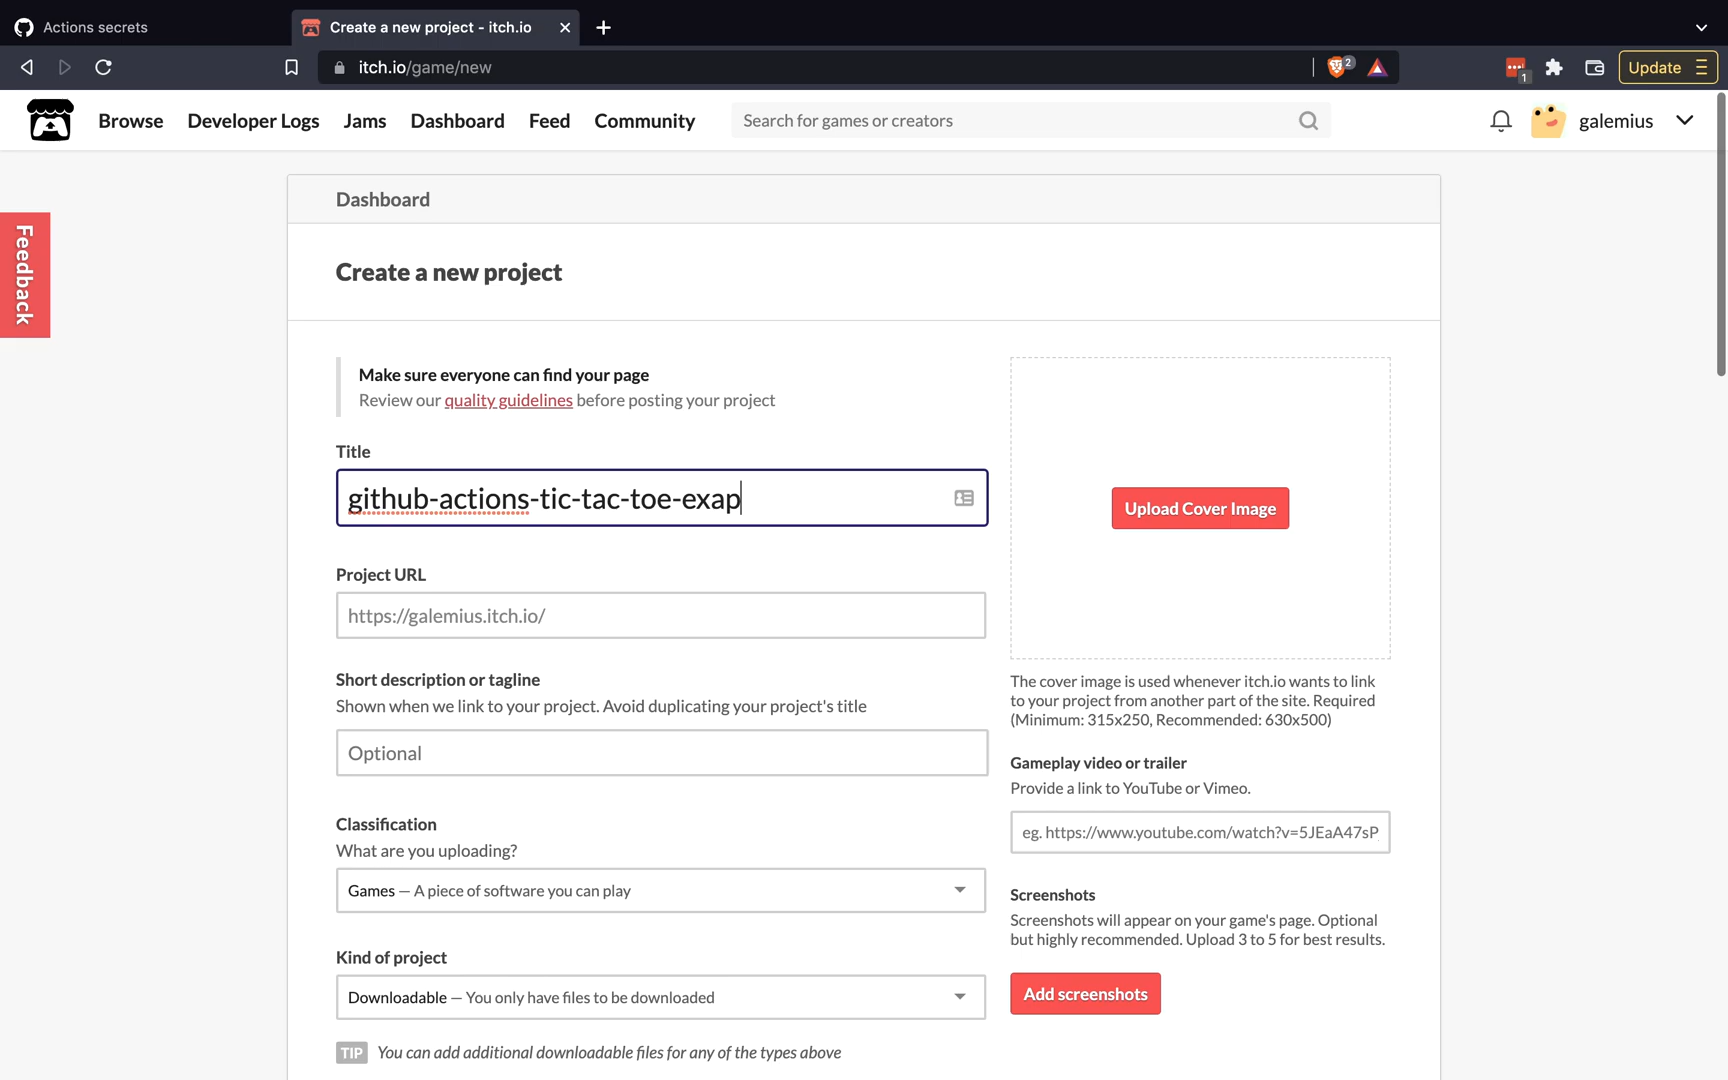 Actions secrets
Create a new project - itch.io
itch.io/game/new
2
1
Update
Browse
Developer Logs
Jams
Dashboard
Feed
Community
Search for games or creators
galemius
Feedback
Dashboard
Create a new project
Make sure everyone can find your page
Review our quality guidelines before posting your project
Title
github-actions-tic-tac-toe-exap
Project URL
https://galemius.itch.io/
Short description or tagline
Shown when we link to your project. Avoid duplicating your project's title
Optional
Classification
What are you uploading?
Games — A piece of software you can play
Kind of project
Downloadable — You only have files to be downloaded
TIP You can add additional downloadable files for any of the types above
Upload Cover Image
The cover image is used whenever itch.io wants to link
to your project from another part of the site. Required
(Minimum: 315x250, Recommended: 630x500)
Gameplay video or trailer
Provide a link to YouTube or Vimeo.
eg. https://www.youtube.com/watch?v=5JEaA47sP
Screenshots
Screenshots will appear on your game's page. Optional
but highly recommended. Upload 3 to 5 for best results.
Add screenshots